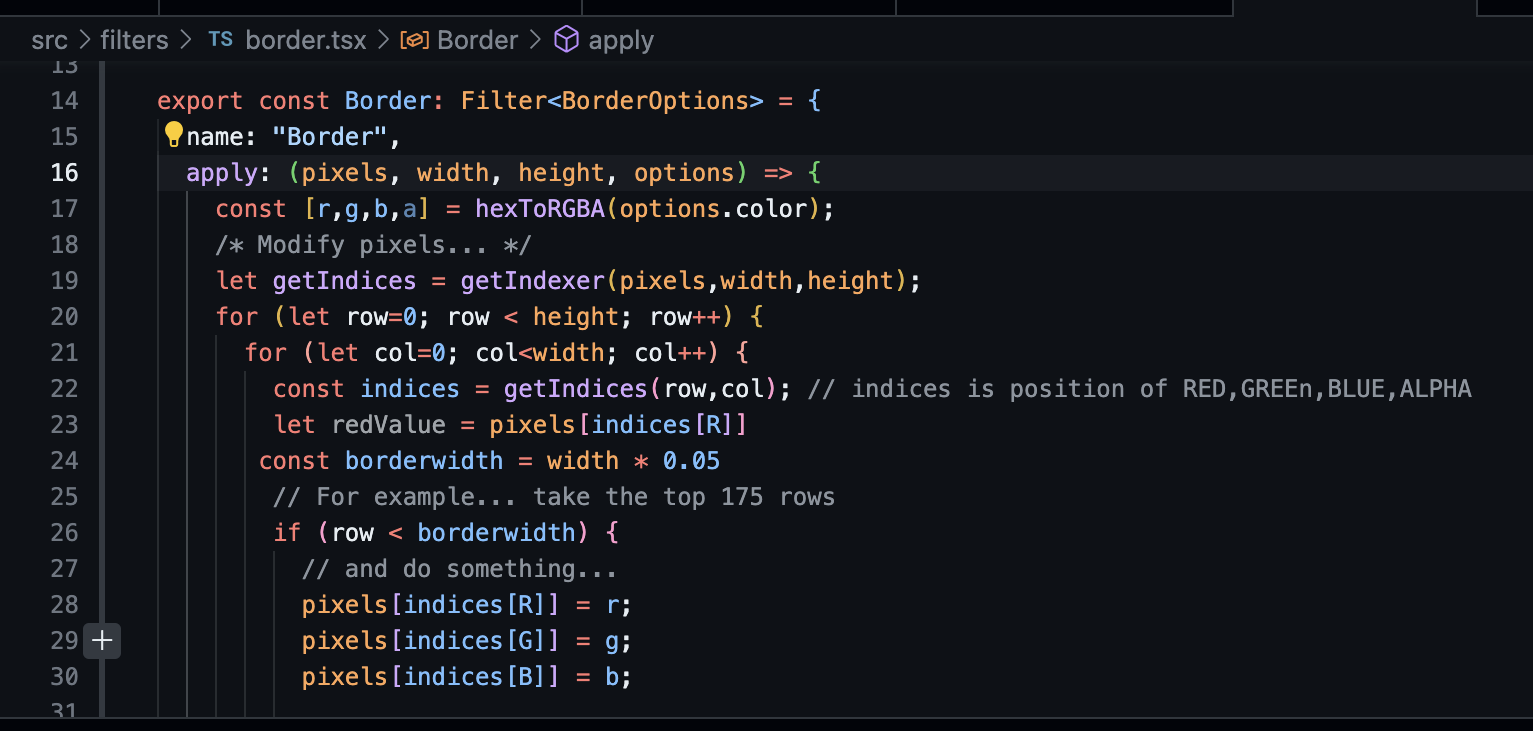 src > filters > TS border.tsx > Border > apply
13
14 export const Border: Filter<BorderOptions> = {
15 name: "Border",
16 apply: (pixels, width, height, options) => {
17 const [r,g,b,a] = hexToRGBA(options.color);
18 /* Modify pixels... */
19 let getIndices = getIndexer(pixels,width,height);
20 for (let row=0; row < height; row++) {
21 for (let col=0; col<width; col++) {
22 const indices = getIndices(row,col); // indices is position of RED,GREEn,BLUE,ALPHA
23 let redValue = pixels[indices[R]]
24 const borderwidth = width * 0.05
25 // For example... take the top 175 rows
26 if (row < borderwidth) {
27 // and do something...
28 pixels[indices[R]] = r;
29 pixels[indices[G]] = g;
30 pixels[indices[B]] = b;
31